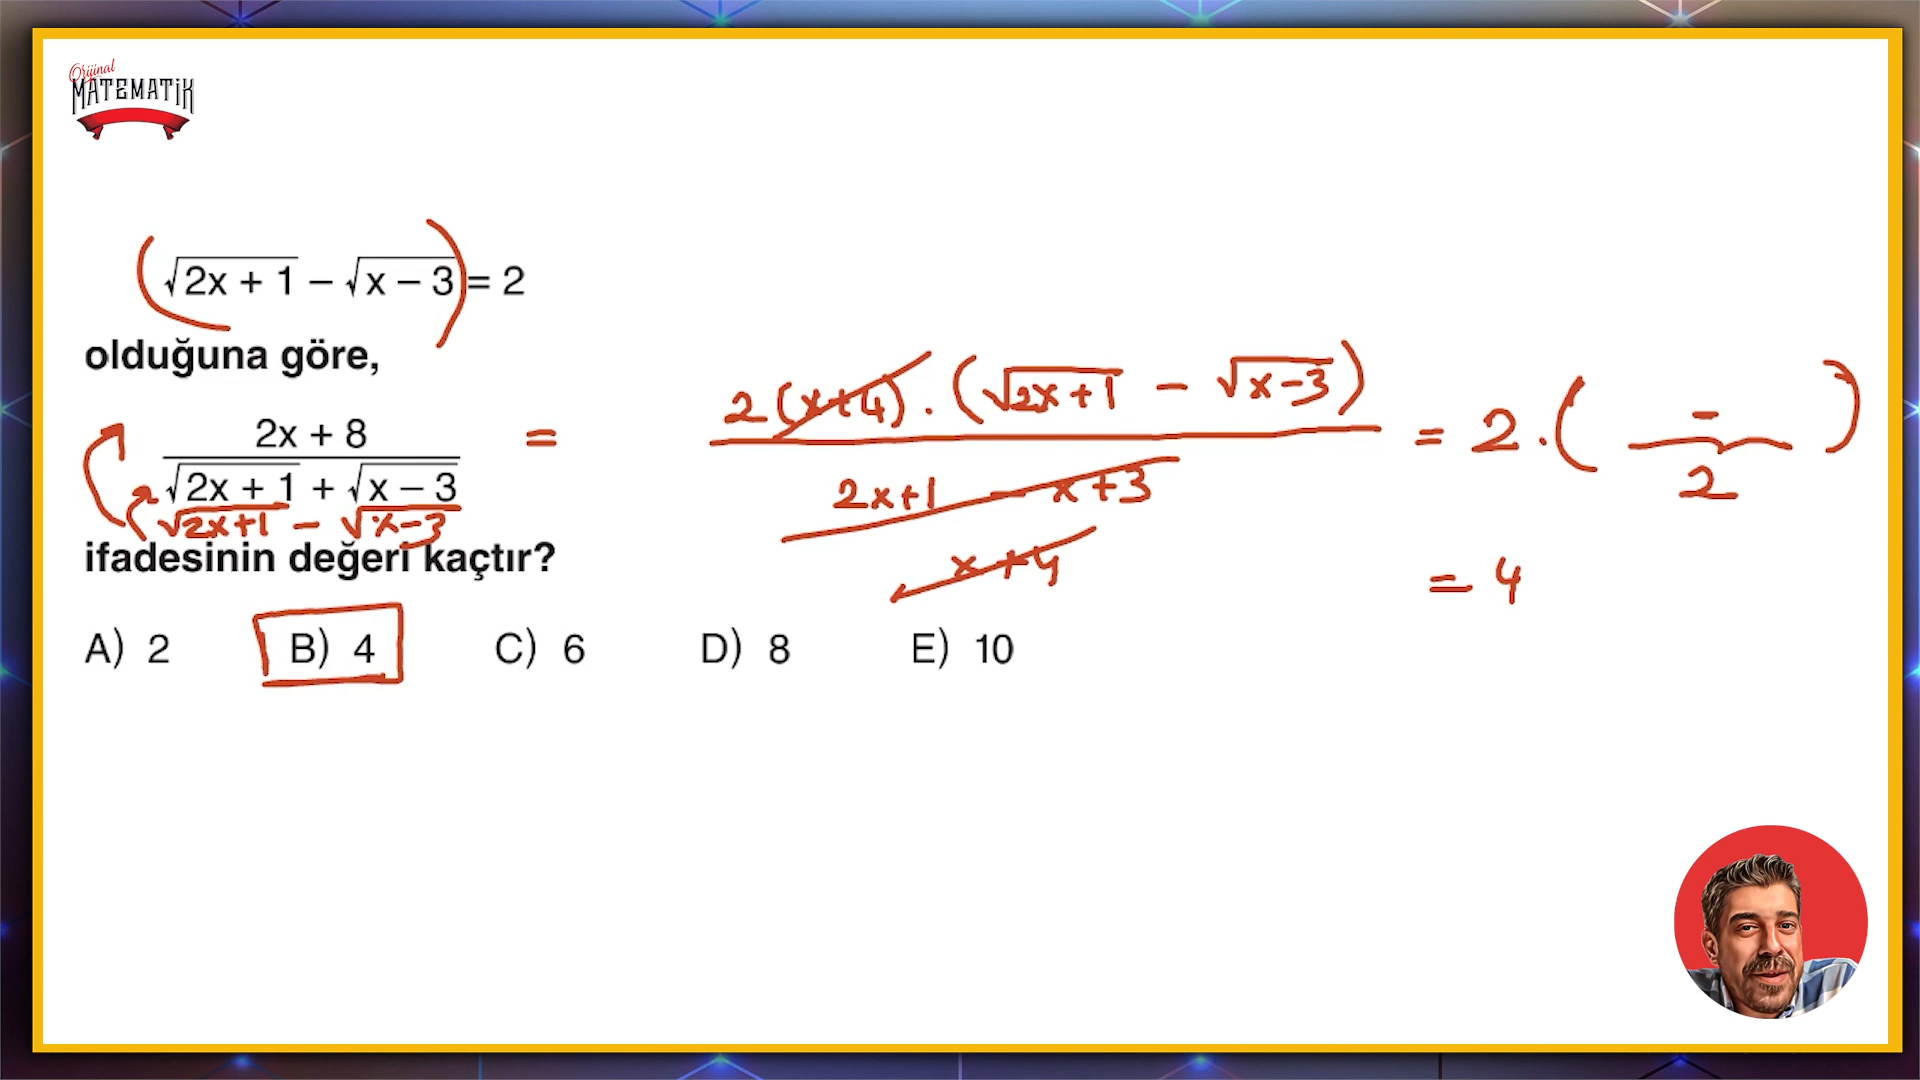 Orijinal
MATEMATİK
(√2x + 1 – √x – 3) = 2
olduğuna göre,
2x + 8
√2x + 1 + √x – 3
√2x+1 – √x-3
=
2(x+4).(√2x+1 – √x-3)
2x+1 – x+3
x+4
= 2.( - )
2
= 4
ifadesinin değeri kaçtır?
A) 2 B) 4 C) 6 D) 8 E) 10